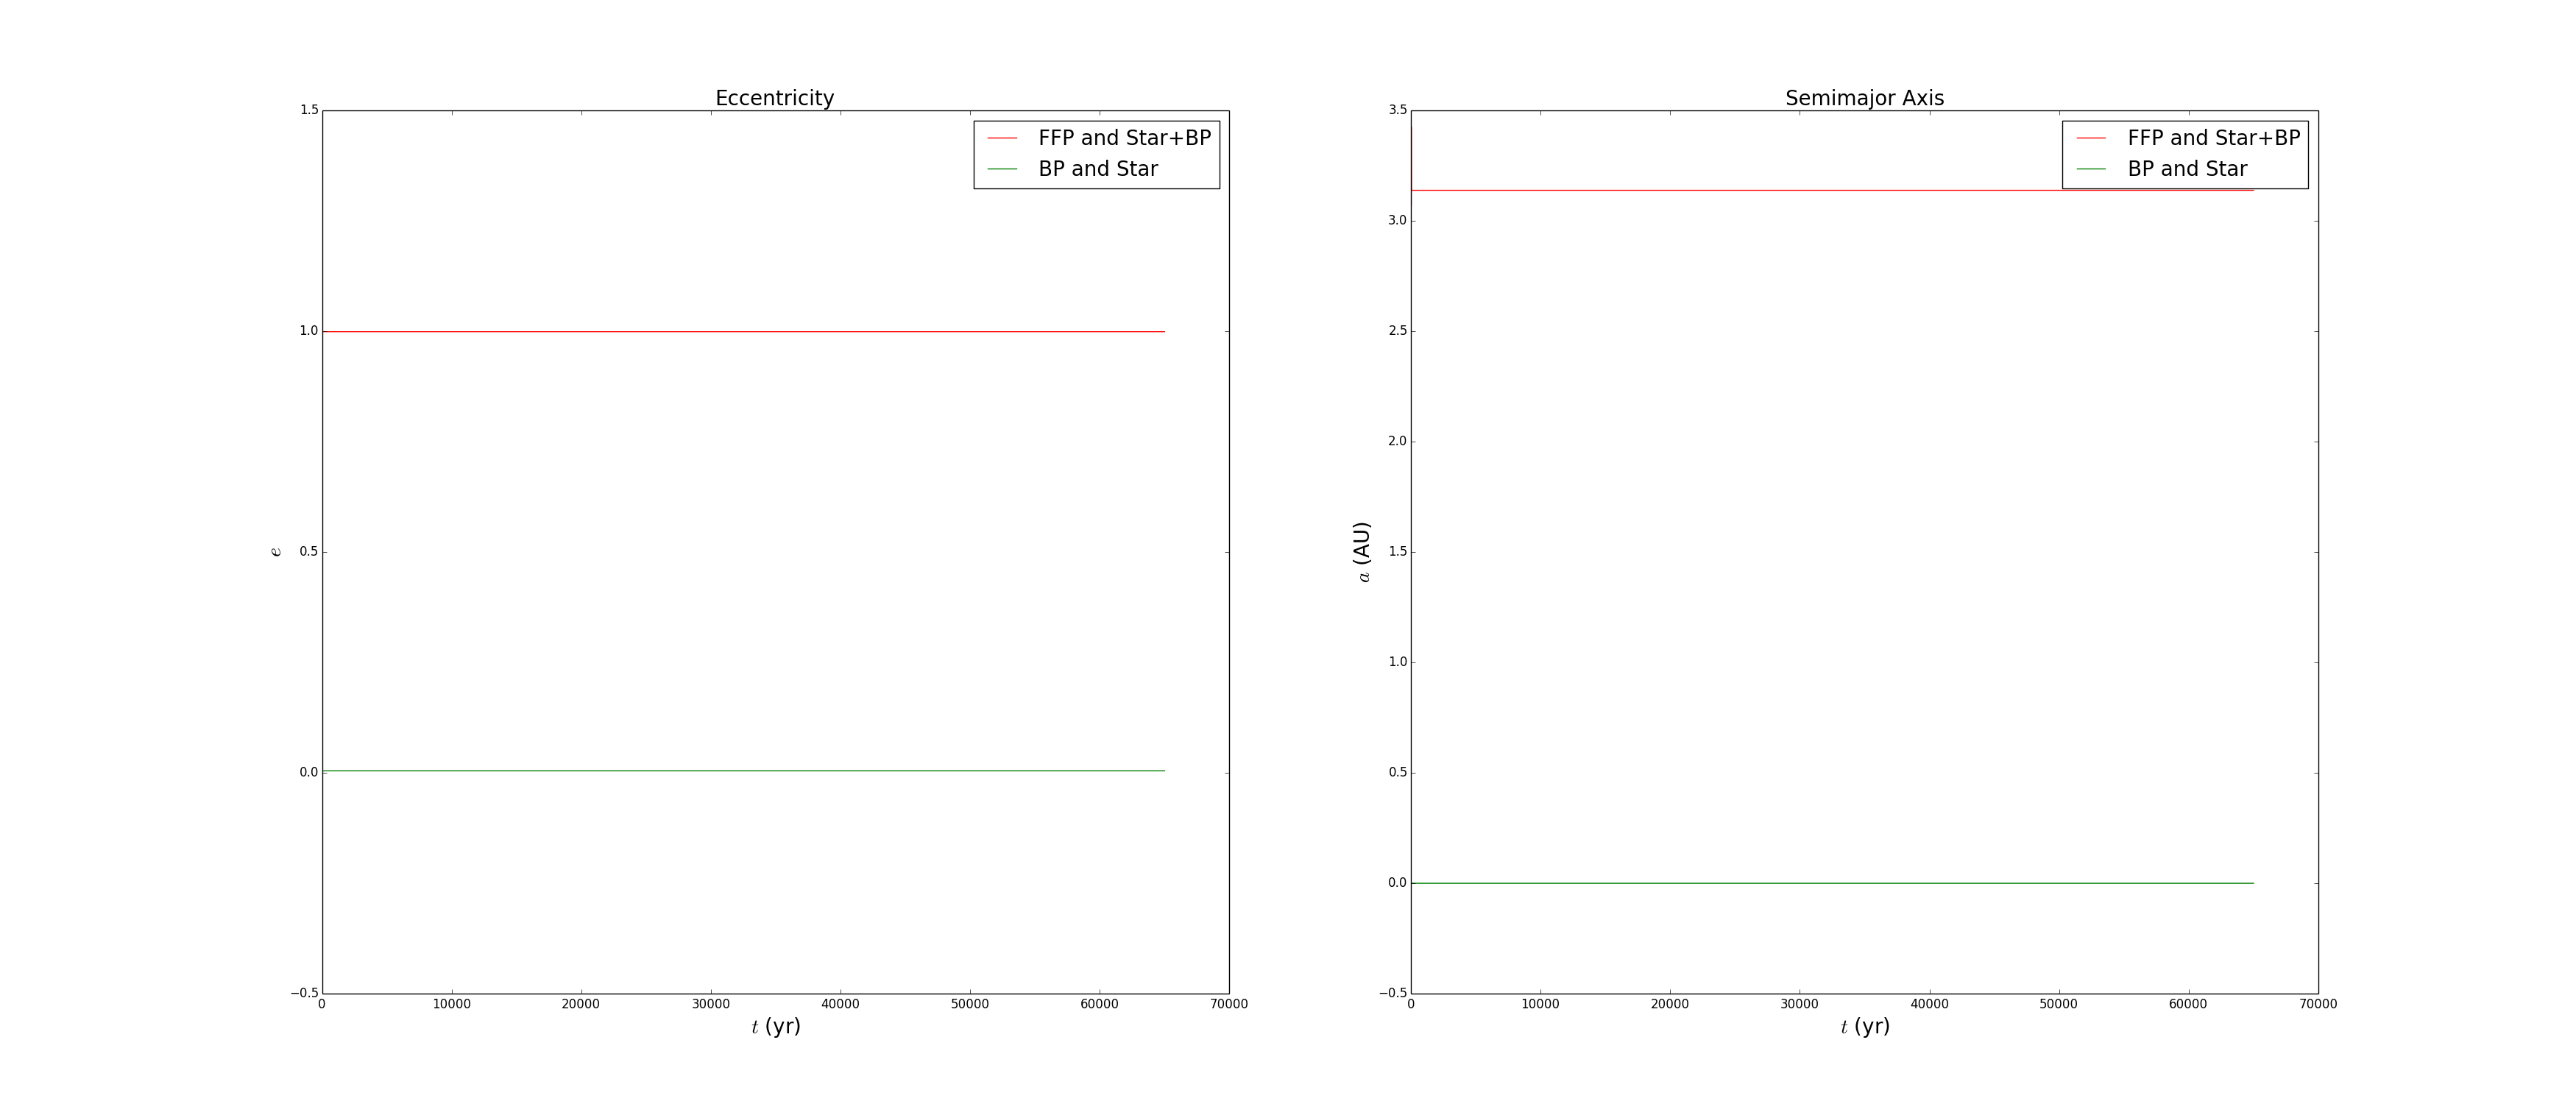 Eccentricity
1.5
1.0
0.5
0.0
−0.5
e
FFP and Star+BP
BP and Star
0 10000 20000 30000 40000 50000 60000 70000
t (yr)
Semimajor Axis
3.5
3.0
2.5
2.0
1.5
1.0
0.5
0.0
−0.5
a (AU)
FFP and Star+BP
BP and Star
0 10000 20000 30000 40000 50000 60000 70000
t (yr)